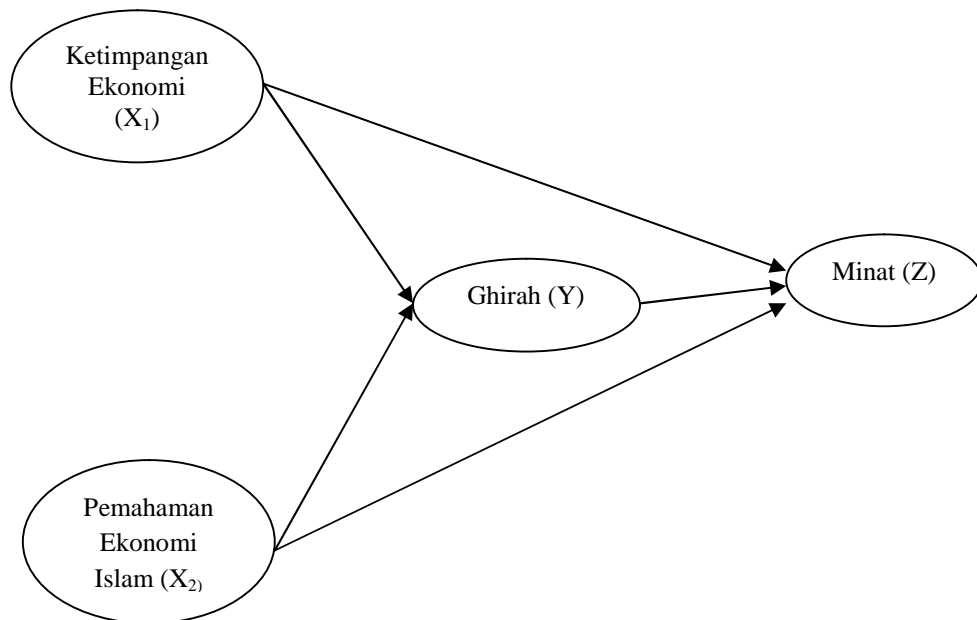 Ketimpangan
Ekonomi
(X₁)
Ghirah (Y)
Minat (Z)
Pemahaman
Ekonomi
Islam (X₂)